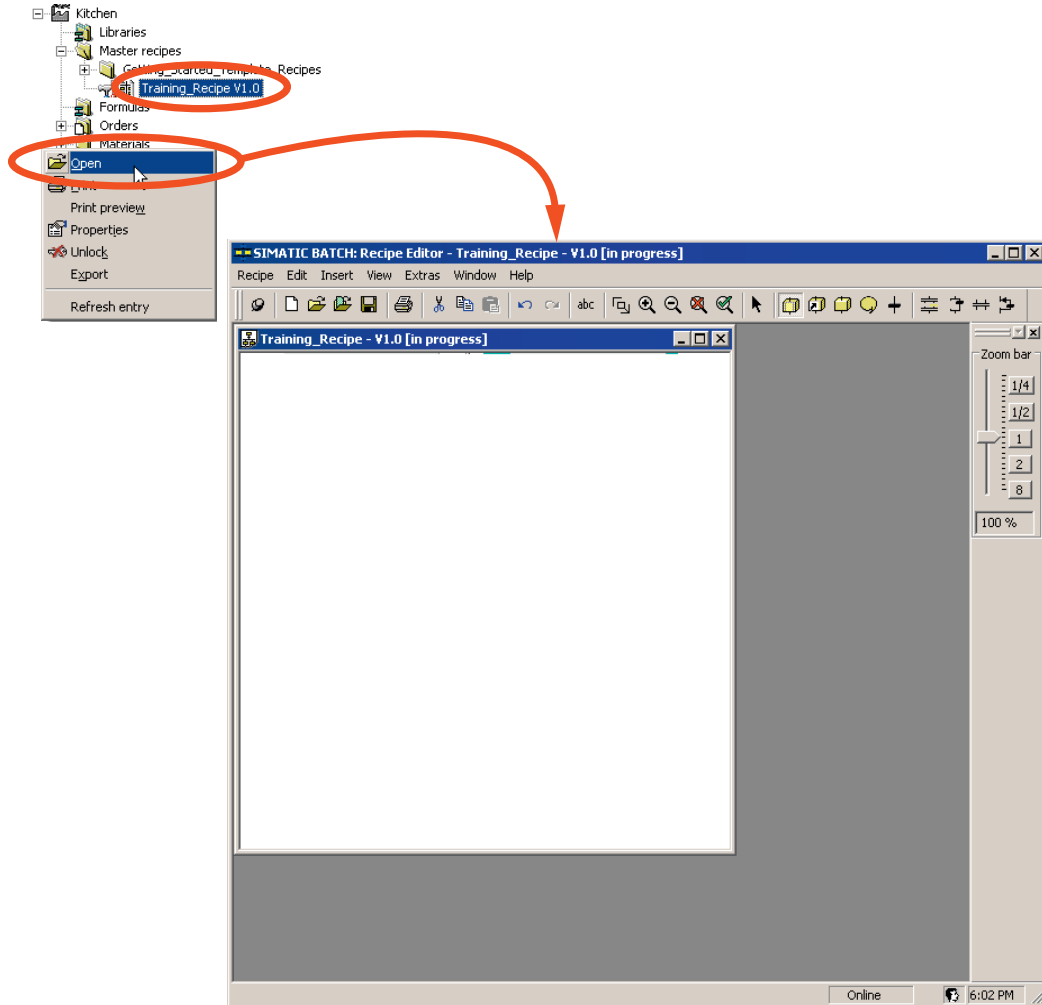 Kitchen
Libraries
Master recipes
Getting_Started_Template_Recipes
Training_Recipe V1.0
Formulas
Orders
Materials
Open
Print
Print preview
Properties
Unlock
Export
Refresh entry
SIMATIC BATCH: Recipe Editor - Training_Recipe - V1.0 [in progress]
Recipe Edit Insert View Extras Window Help
abc
Training_Recipe - V1.0 [in progress]
Zoom bar
1/4
1/2
1
2
8
100 %
Online 6:02 PM